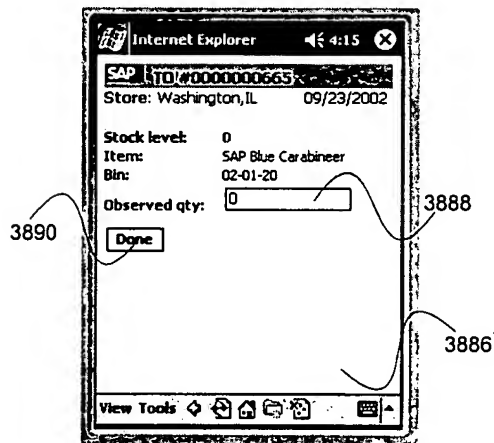 Internet Explorer 4:15
SAP TO #0000000665
Store: Washington,IL 09/23/2002
Stock level: 0
Item: SAP Blue Carabineer
Bin: 02-01-20
Observed qty: 0
3888
3890
Done
3886
View Tools